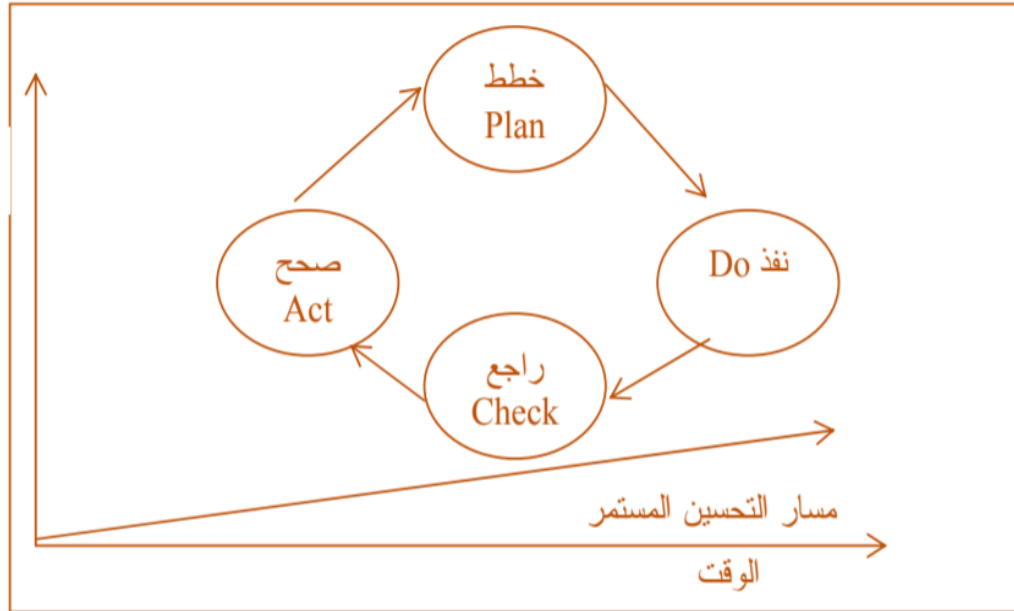 خطط
Plan
نفذ Do
صحح
Act
راجع
Check
مسار التحسين المستمر
الوقت